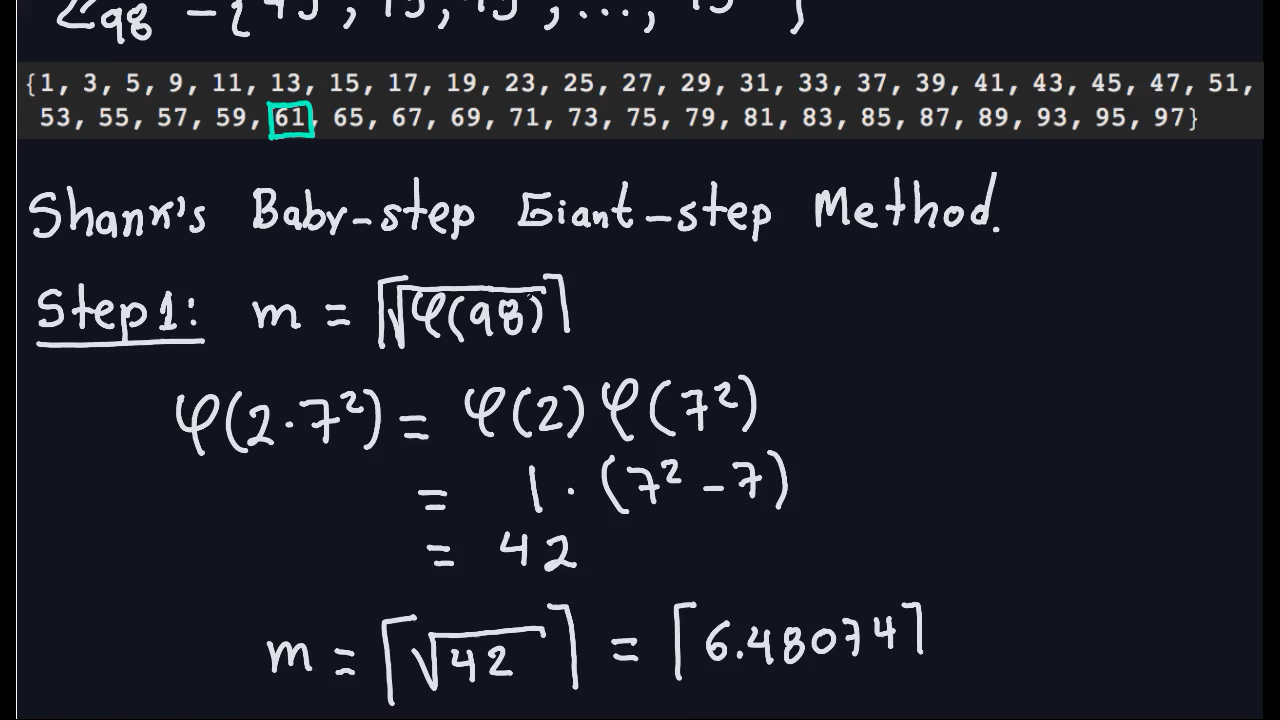 {1, 3, 5, 9, 11, 13, 15, 17, 19, 23, 25, 27, 29, 31, 33, 37, 39, 41, 43, 45, 47, 51,
53, 55, 57, 59, 61, 65, 67, 69, 71, 73, 75, 79, 81, 83, 85, 87, 89, 93, 95, 97}
Shank's Baby-step Giant-step Method.
Step 1: m = ⌈√φ(98)⌉
φ(2·7²) = φ(2) φ(7²)
= 1 · (7² - 7)
= 42
m = ⌈√42⌉ = ⌈6.48074⌉